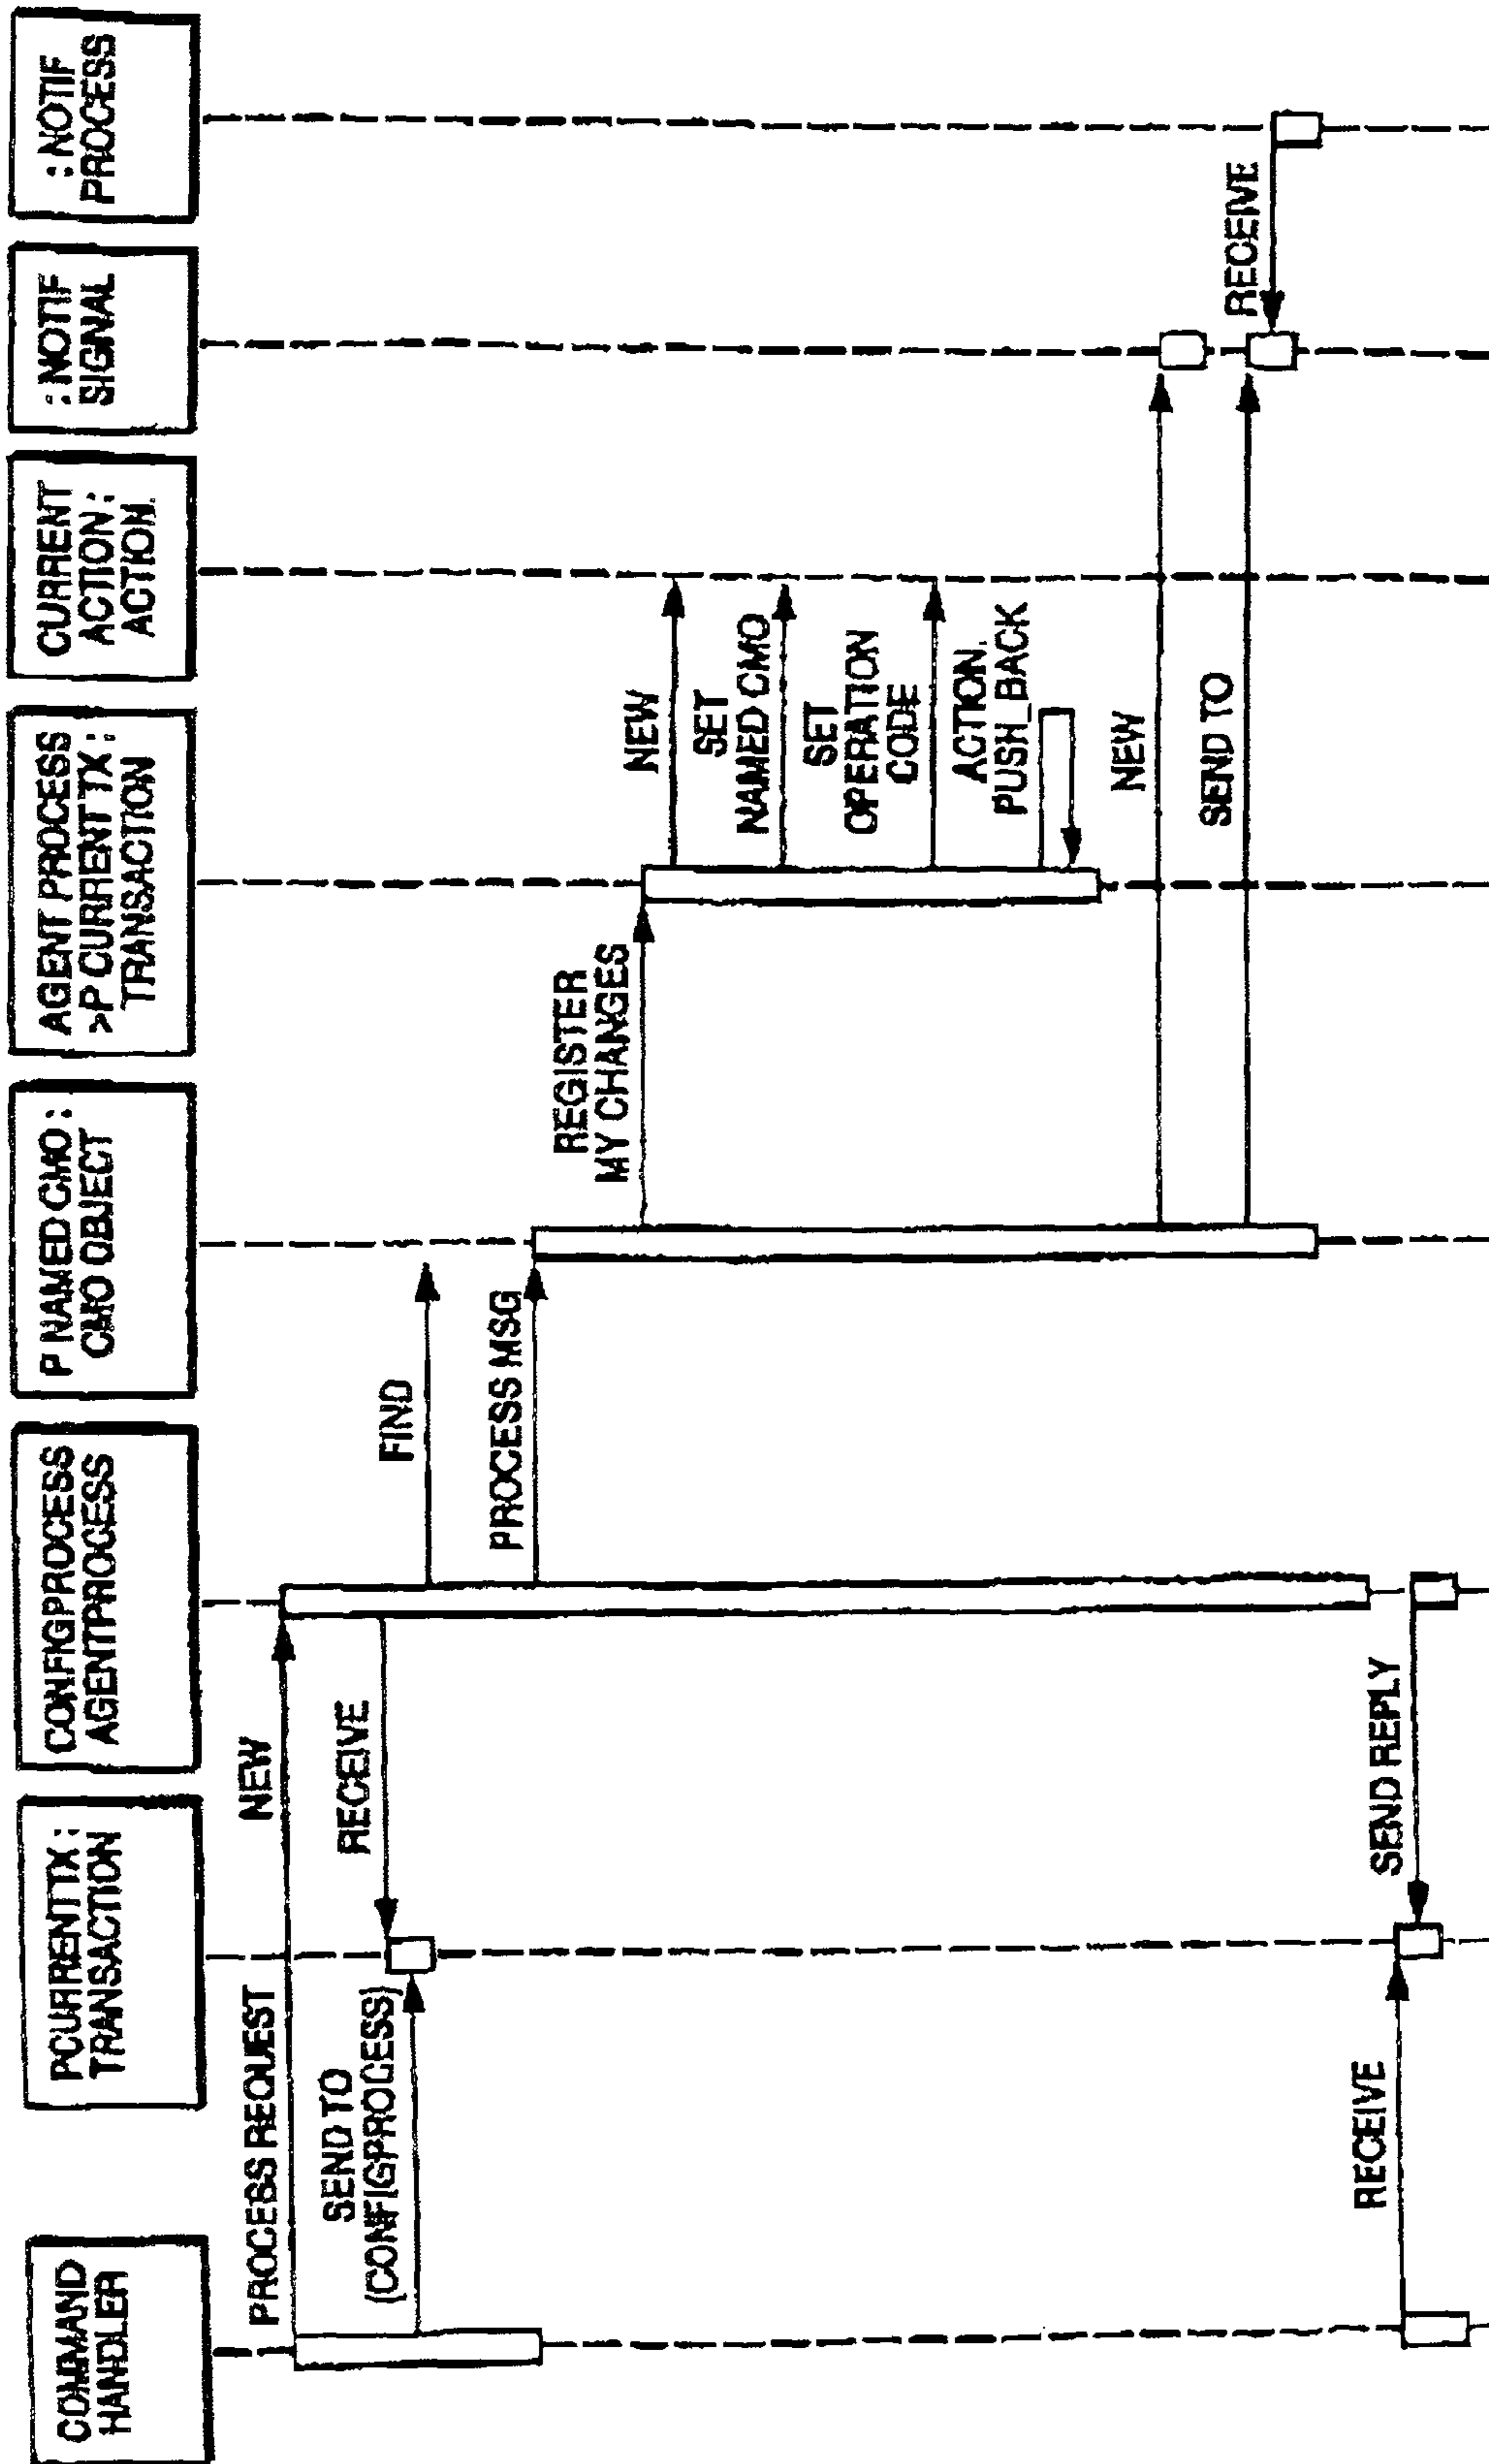 COMMAND
HANDLER
PCURRENTTX :
TRANSACTION
CONFIGPROCESS
AGENTPROCESS
P NAMED CMO :
CMO OBJECT
AGENT PROCESS
>P CURRENT TX :
TRANSACTION
CURRENT
ACTION :
ACTION
: NOTIF
SIGNAL
: NOTIF
PROCESS
PROCESS REQUEST
NEW
SEND TO
(CONFIGPROCESS)
RECEIVE
FIND
PROCESS MSG
REGISTER
MY CHANGES
NEW
SET
NAMED CMO
SET
OPERATION
CODE
ACTION.
PUSH_BACK
NEW
SEND TO
RECEIVE
RECEIVE
SEND REPLY